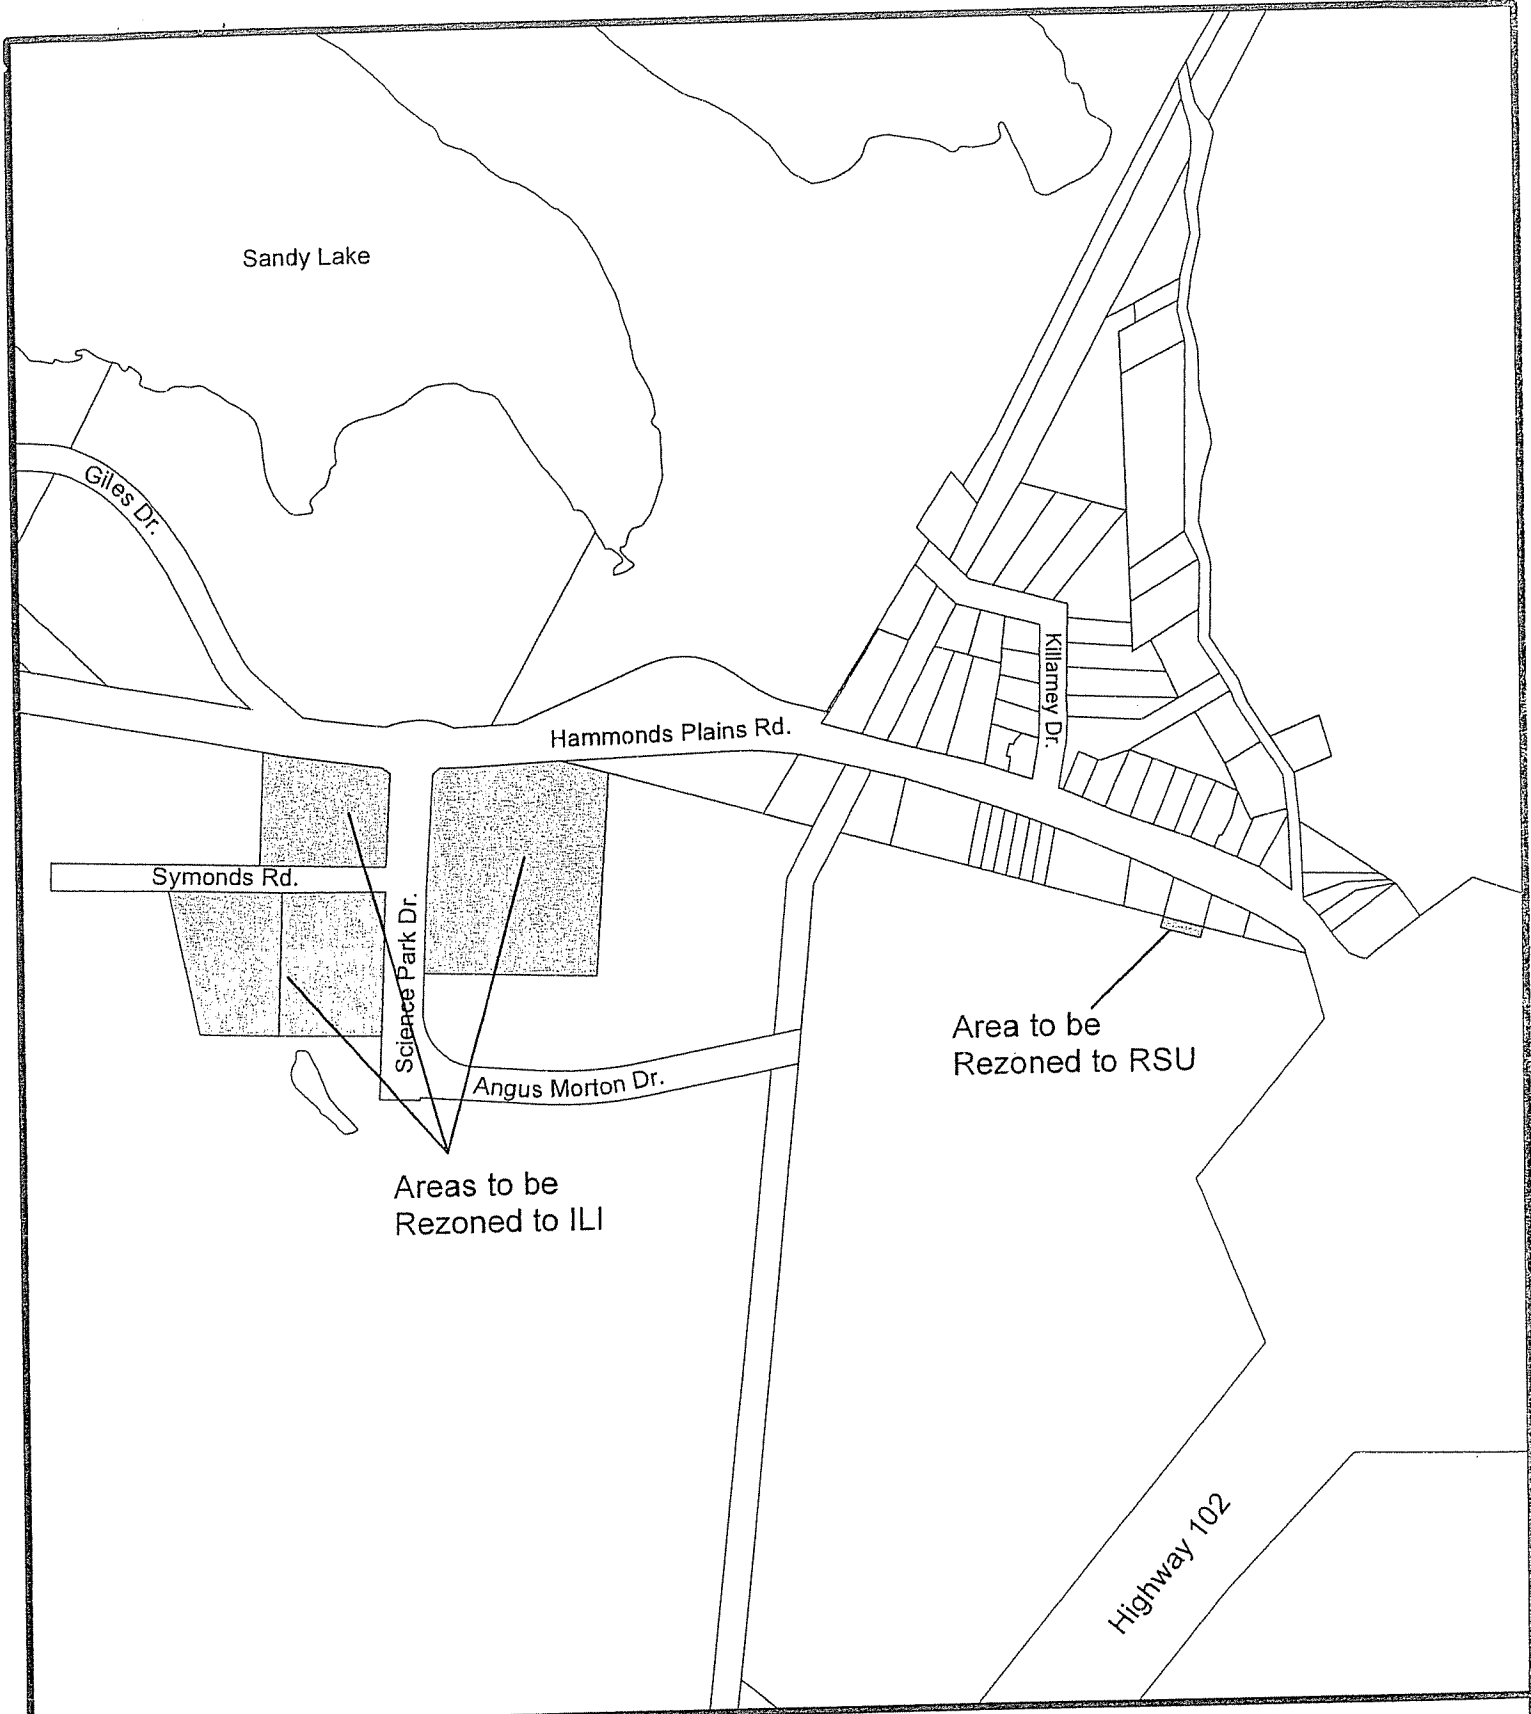 Sandy Lake
Giles Dr.
Killarney Dr.
Hammonds Plains Rd.
Symonds Rd.
Science Park Dr.
Area to be
Rezoned to RSU
Angus Morton Dr.
Areas to be
Rezoned to ILI
Highway 102